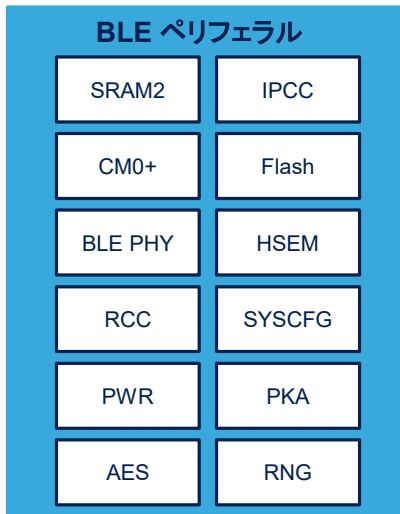 BLE ペリフェラル
SRAM2 IPCC
CM0+ Flash
BLE PHY HSEM
RCC SYSCFG
PWR PKA
AES RNG